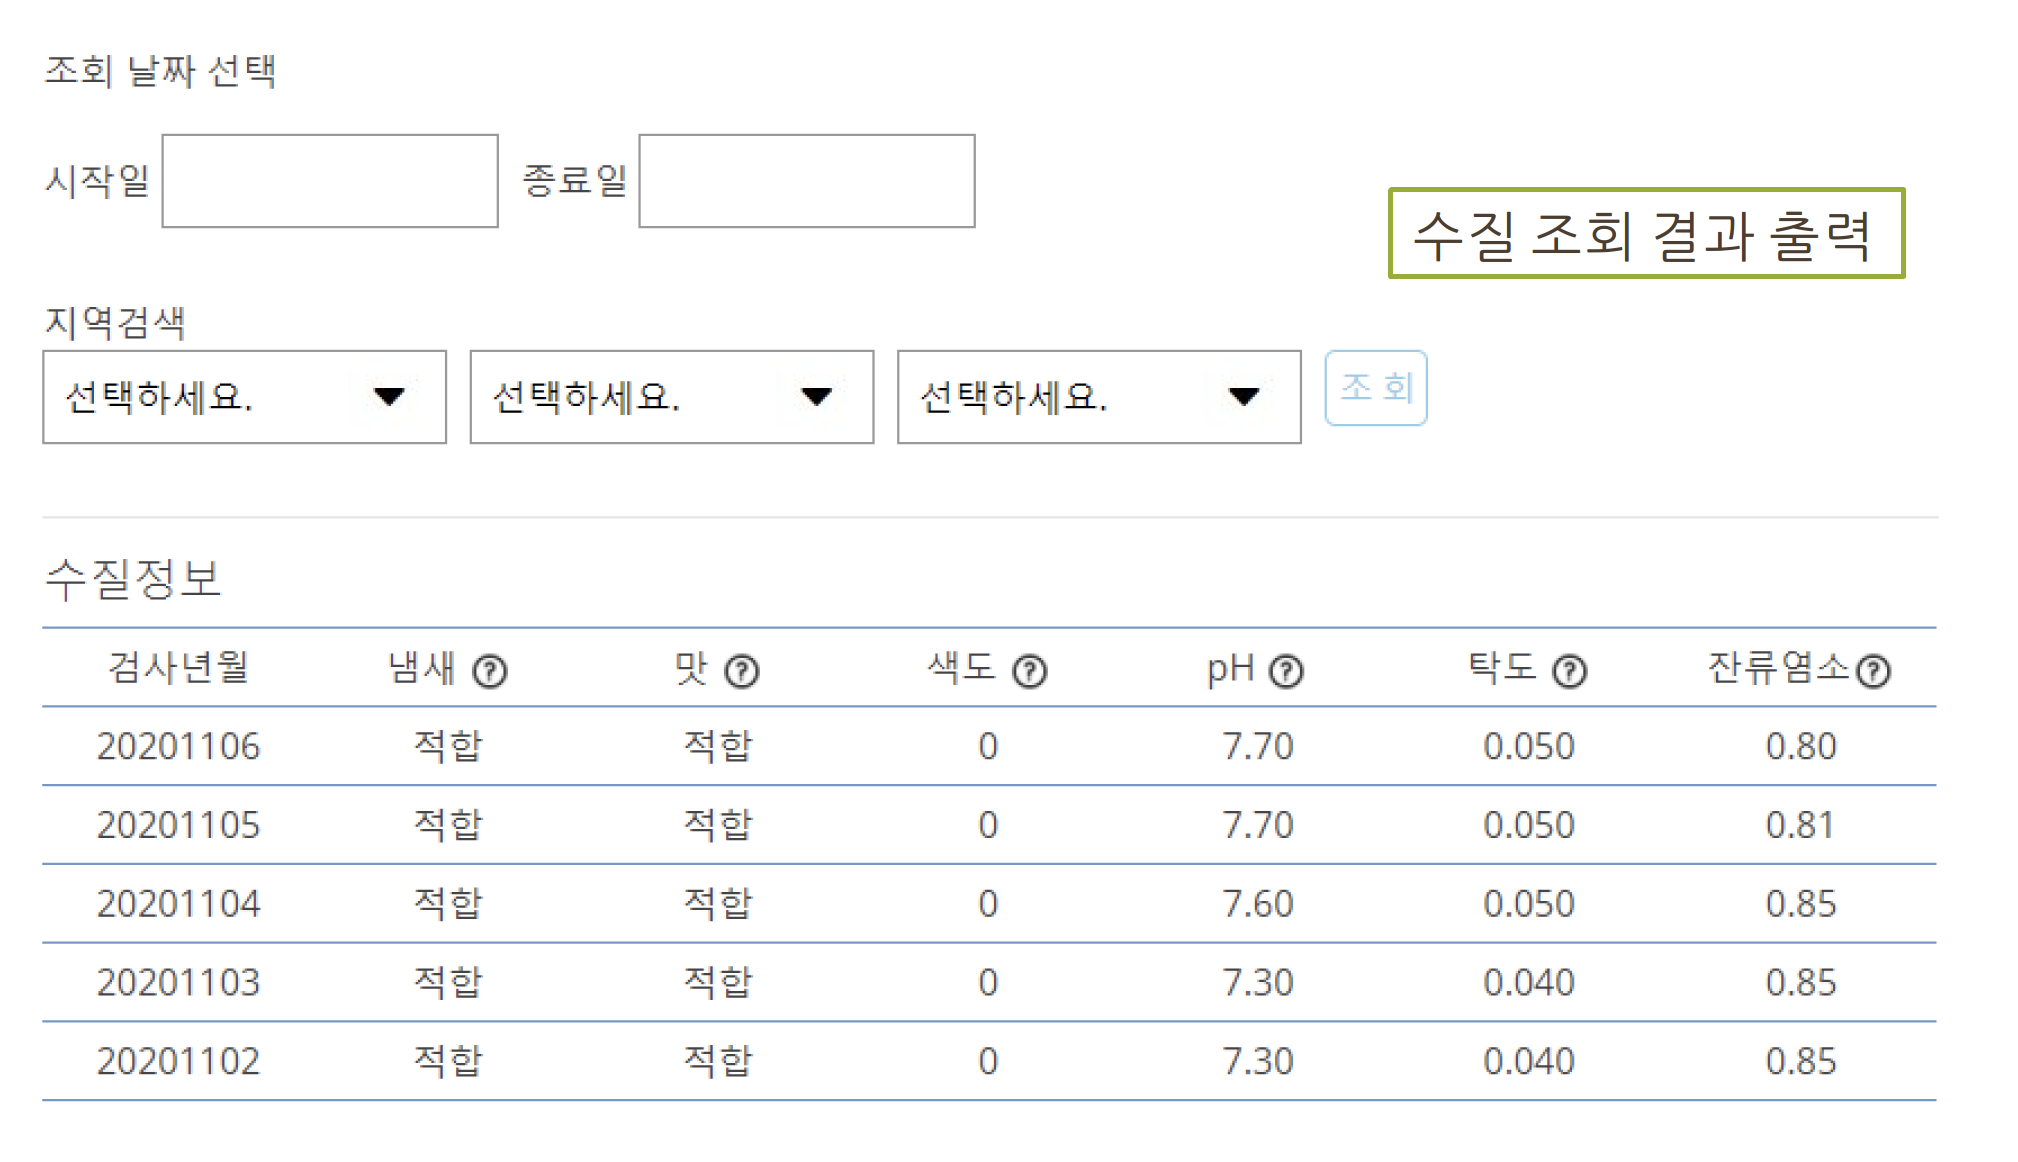 조회 날짜 선택
시작일 종료일
수질 조회 결과 출력
지역검색
선택하세요. 선택하세요. 선택하세요. 조회
수질정보
검사년월 냄새 ? 맛 ? 색도 ? pH ? 탁도 ? 잔류염소 ?
20201106 적합 적합 0 7.70 0.050 0.80
20201105 적합 적합 0 7.70 0.050 0.81
20201104 적합 적합 0 7.60 0.050 0.85
20201103 적합 적합 0 7.30 0.040 0.85
20201102 적합 적합 0 7.30 0.040 0.85